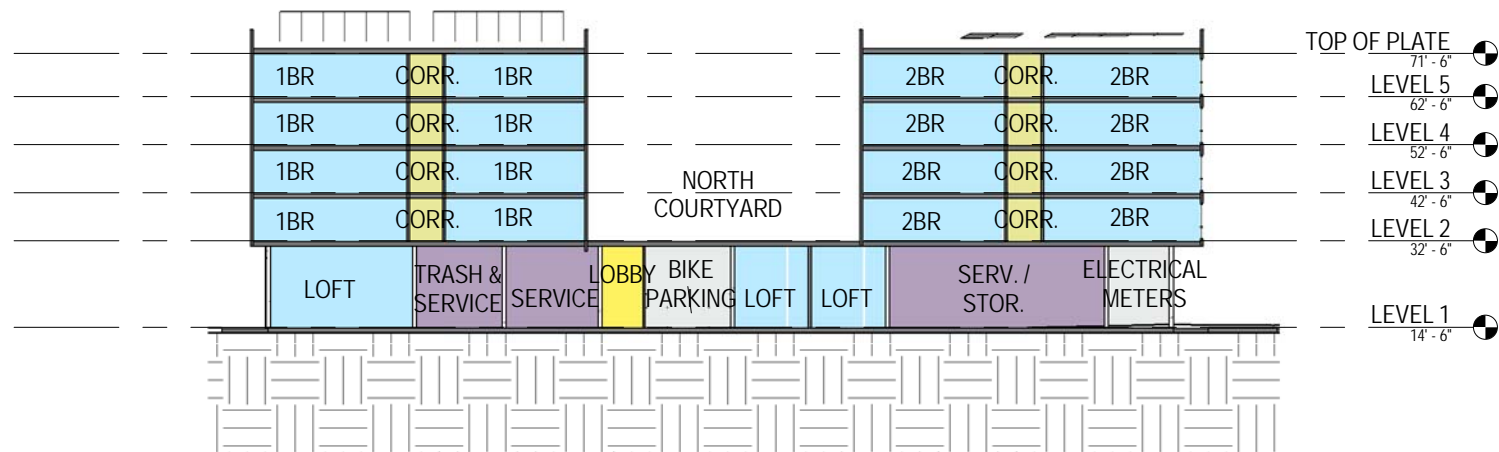 TOP OF PLATE
71' - 6"
1BR CORR. 1BR 2BR CORR. 2BR
LEVEL 5
62' - 6"
1BR CORR. 1BR 2BR CORR. 2BR
LEVEL 4
52' - 6"
1BR CORR. 1BR 2BR CORR. 2BR
LEVEL 3
42' - 6"
NORTH
COURTYARD
1BR CORR. 1BR 2BR CORR. 2BR
LEVEL 2
32' - 6"
LOFT
TRASH &
SERVICE
SERVICE
LOBBY
BIKE
PARKING
LOFT
LOFT
SERV. /
STOR.
ELECTRICAL
METERS
LEVEL 1
14' - 6"